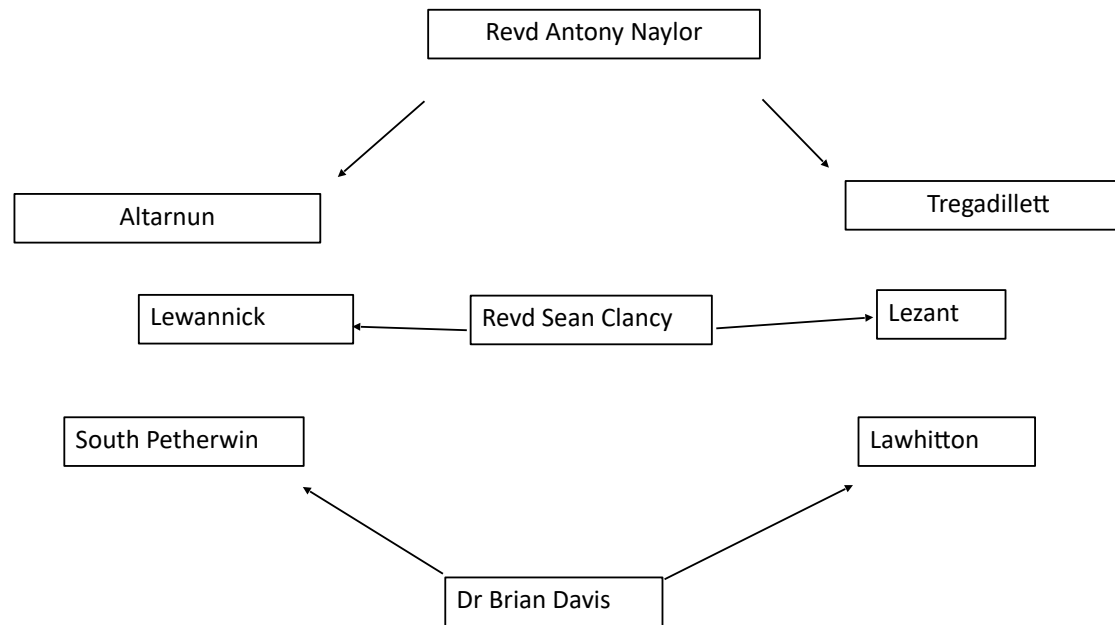 Revd Antony Naylor
Altarnun
Tregadillett
Lewannick
Revd Sean Clancy
Lezant
South Petherwin
Lawhitton
Dr Brian Davis